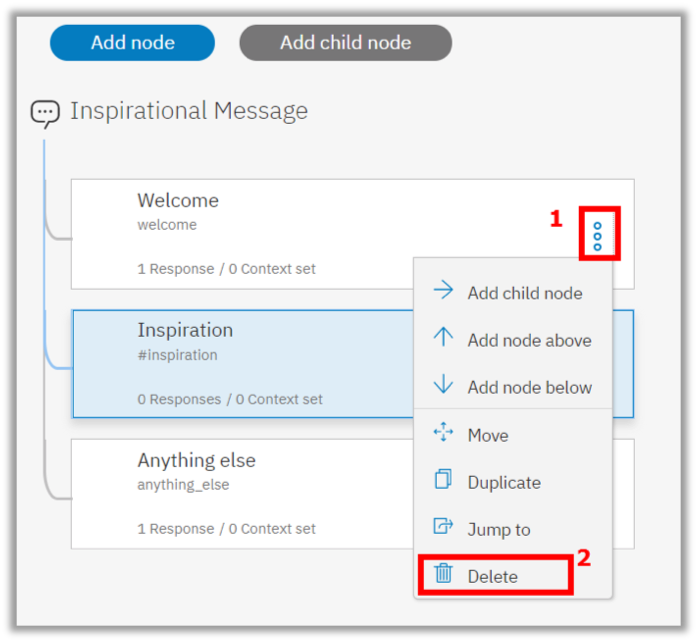 Add node
Add child node
Inspirational Message
Welcome
welcome
1 Response / 0 Context set
1
Add child node
Add node above
Add node below
Move
Duplicate
Jump to
Delete
2
Inspiration
#inspiration
0 Responses / 0 Context set
Anything else
anything_else
1 Response / 0 Context set